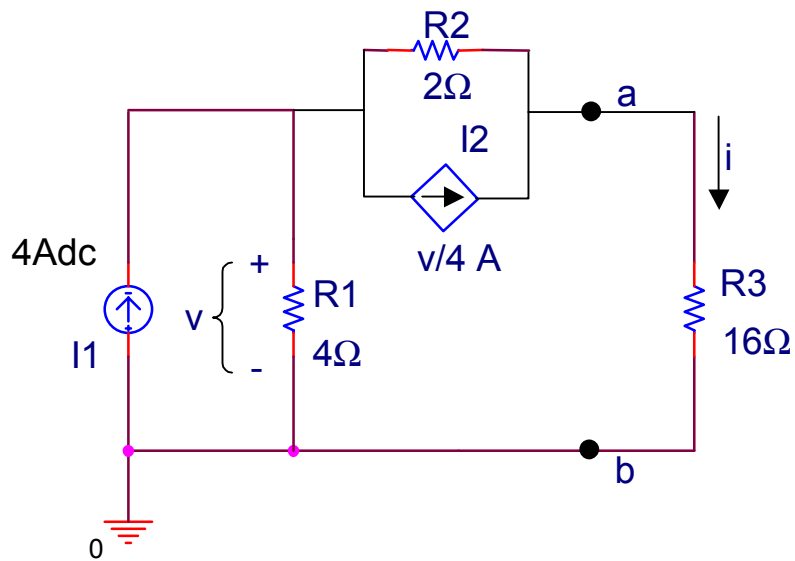 R2
2Ω
a
I2
i
4Adc
v/4 A
+
R1
R3
v
4Ω
16Ω
I1
-
b
0